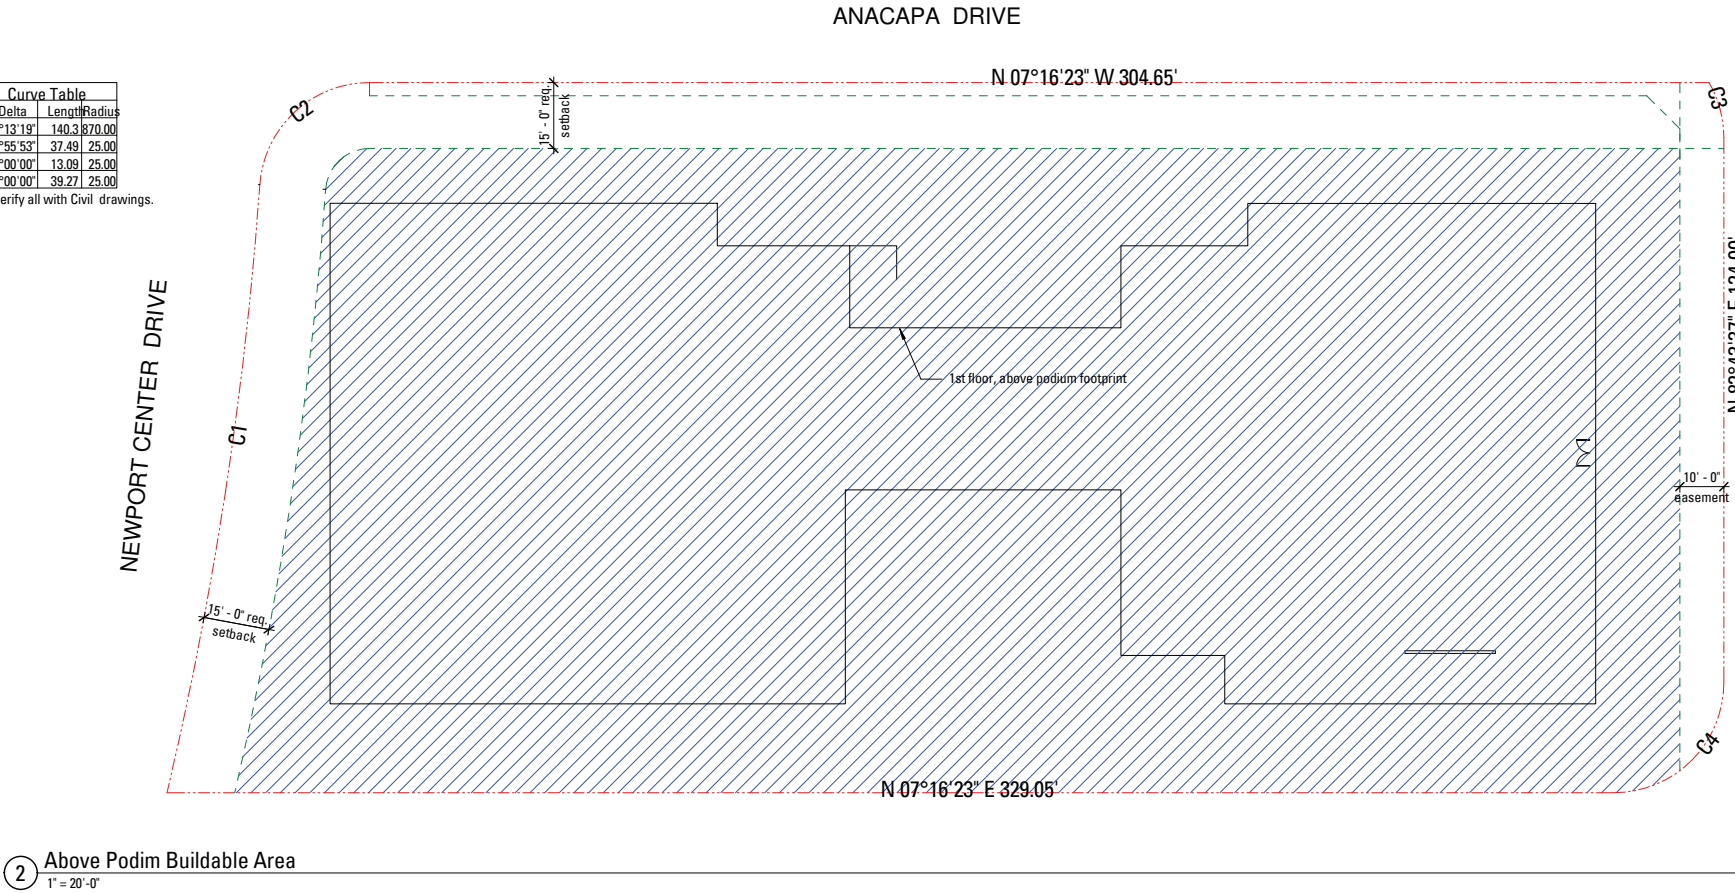 ANACAPA DRIVE
N 07°16'23" W 304.65'
C2
C3
15' - 0" req.
setback
Curve Table
Delta Length Radius
°13'19" 140.3 870.00
°55'53" 37.49 25.00
°00'00" 13.09 25.00
°00'00" 39.27 25.00
erify all with Civil drawings.
NEWPORT CENTER DRIVE
C1
1st floor, above podium footprint
10' - 0"
easement
15' - 0" req.
setback
C4
N 07°16'23" E 329.05'
2
Above Podim Buildable Area
1" = 20'-0"